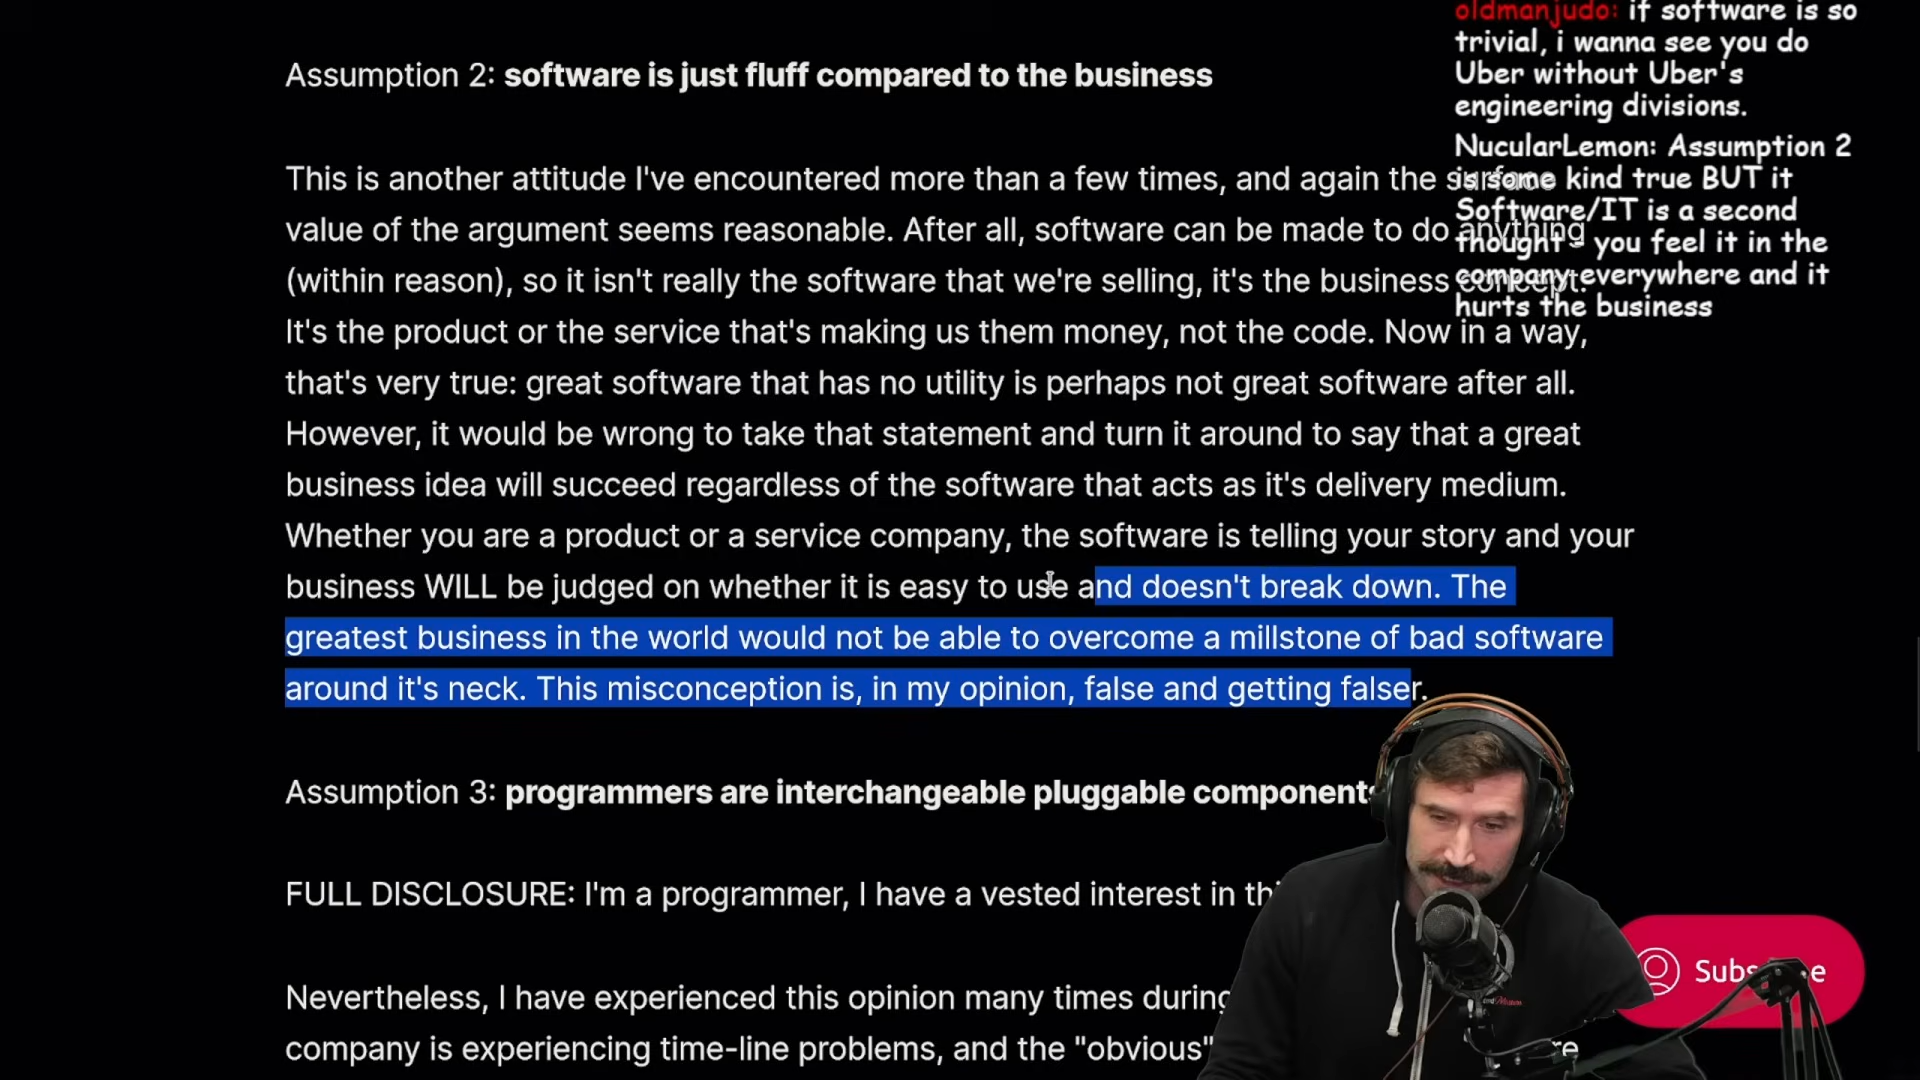 oldmanjudo: if software is so
trivial, i wanna see you do
Uber without Uber's
engineering divisions.
NucularLemon: Assumption 2
is some kind true BUT it
Software/IT is a second
thought - you feel it in the
company everywhere and it
hurts the business
Assumption 2: software is just fluff compared to the business
This is another attitude I've encountered more than a few times, and again the surface
value of the argument seems reasonable. After all, software can be made to do anything
(within reason), so it isn't really the software that we're selling, it's the business concept.
It's the product or the service that's making us them money, not the code. Now in a way,
that's very true: great software that has no utility is perhaps not great software after all.
However, it would be wrong to take that statement and turn it around to say that a great
business idea will succeed regardless of the software that acts as it's delivery medium.
Whether you are a product or a service company, the software is telling your story and your
business WILL be judged on whether it is easy to use and doesn't break down. The
greatest business in the world would not be able to overcome a millstone of bad software
around it's neck. This misconception is, in my opinion, false and getting falser.
Assumption 3: programmers are interchangeable pluggable components
FULL DISCLOSURE: I'm a programmer, I have a vested interest in
Nevertheless, I have experienced this opinion many times during
company is experiencing time-line problems, and the "obvious"
Subscribe